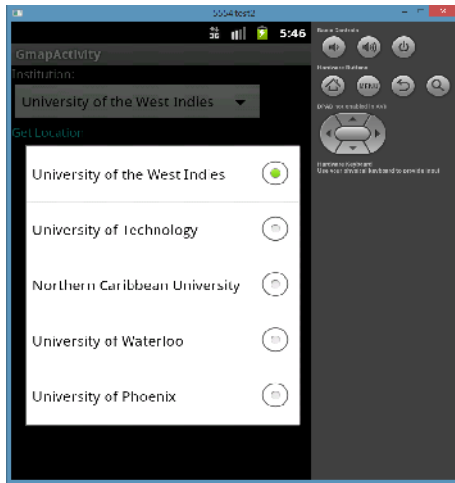 5554:test2
3G
5:46
GmapActivity
Institution:
University of the West Indies
Get Location
University of the West Indies
University of Technology
Northern Caribbean University
University of Waterloo
University of Phoenix
Basic Controls
Hardware Buttons
MENU
DPAD not enabled in AVD
Hardware Keyboard
Use your physical keyboard to provide input